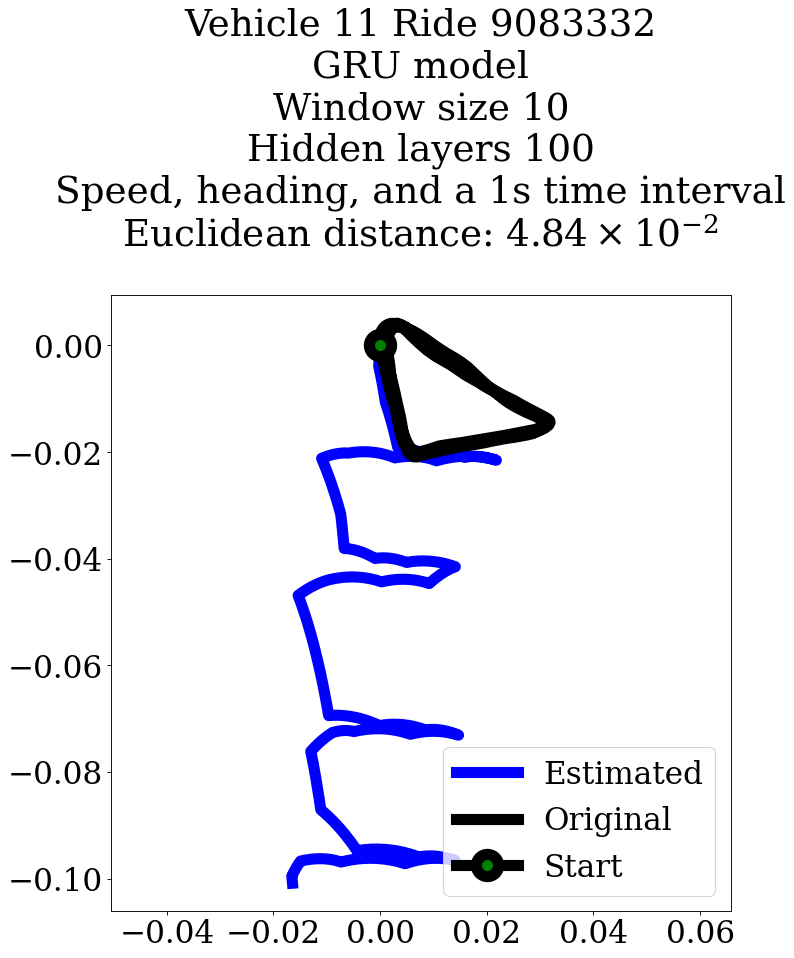 Vehicle 11 Ride 9083332
GRU model
Window size 10
Hidden layers 100
Speed, heading, and a 1s time interval
Euclidean distance: 4.84 × 10⁻²
0.00
−0.02
−0.04
−0.06
−0.08
−0.10
Estimated
Original
Start
−0.04 −0.02 0.00 0.02 0.04 0.06